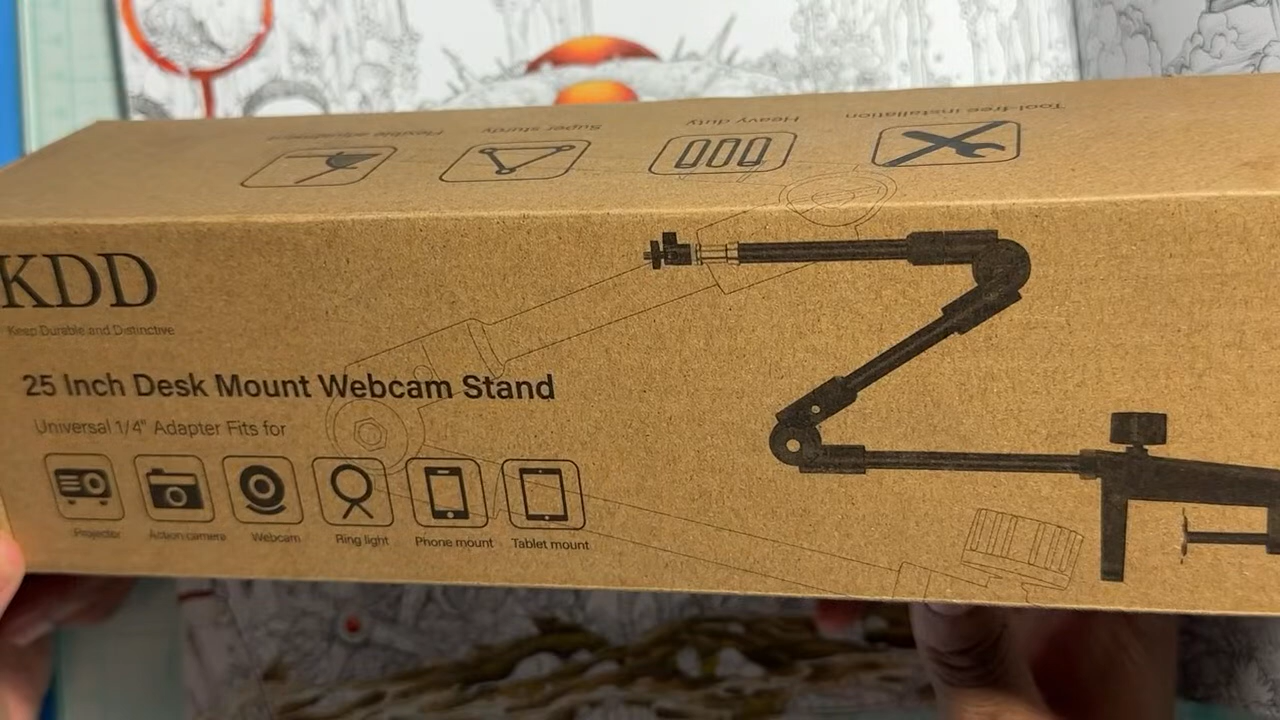 Tool-free installation
Heavy duty
Super sturdy
Flexible adjustment
KDD
Keep Durable and Distinctive
25 Inch Desk Mount Webcam Stand
Universal 1/4" Adapter Fits for
Projector
Action camera
Webcam
Ring light
Phone mount
Tablet mount